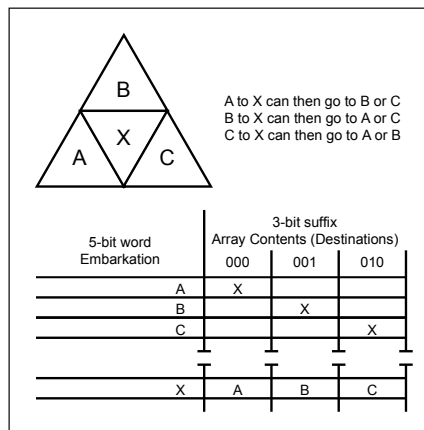 B
X
A
C
A to X can then go to B or C
B to X can then go to A or C
C to X can then go to A or B
3-bit suffix
5-bit word
Array Contents (Destinations)
Embarkation
000 001 010
A X
B X
C X
X A B C